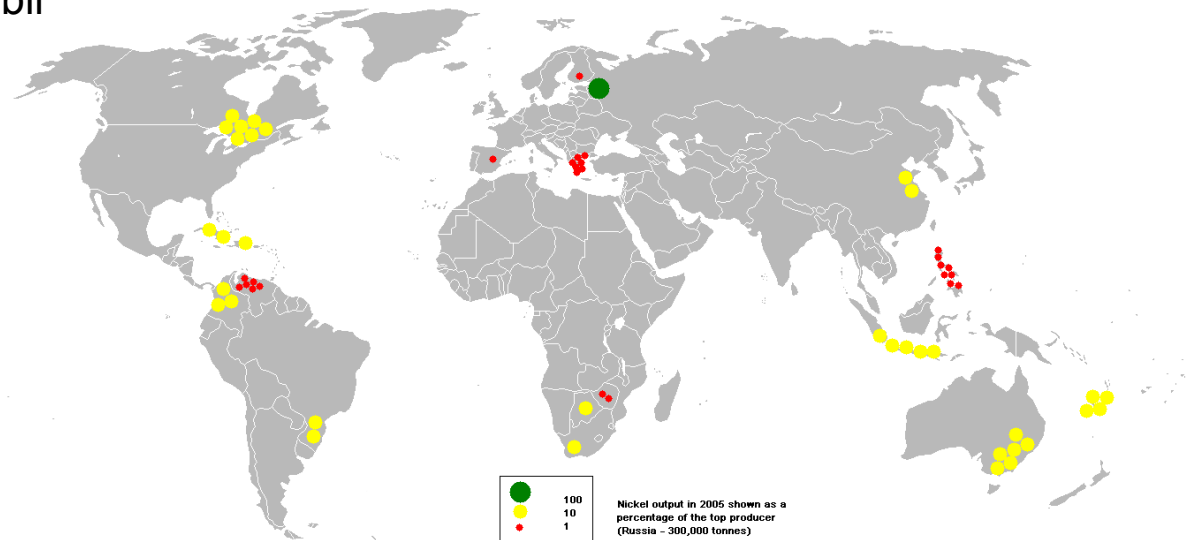 100
10
1
Nickel output in 2005 shown as a
percentage of the top producer
(Russia - 300,000 tonnes)